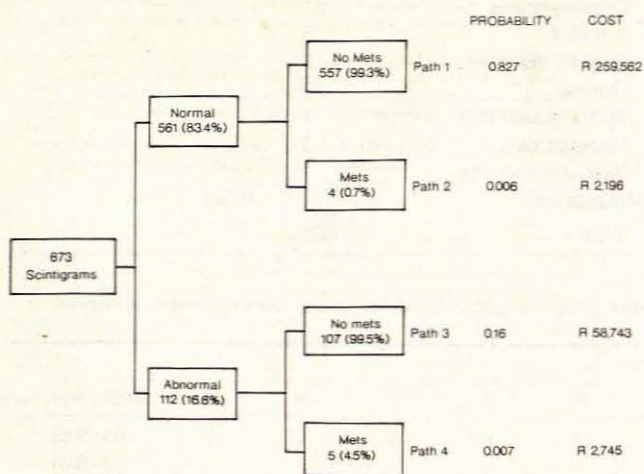 PROBABILITY COST
No Mets
557 (99.3%)
Path 1 0.827 R 259,562
Normal
561 (83.4%)
Mets
4 (0.7%)
Path 2 0.006 R 2,196
673
Scintigrams
No mets
107 (99.5%)
Path 3 0.16 R 58,743
Abnormal
112 (16.6%)
Mets
5 (4.5%)
Path 4 0.007 R 2,745